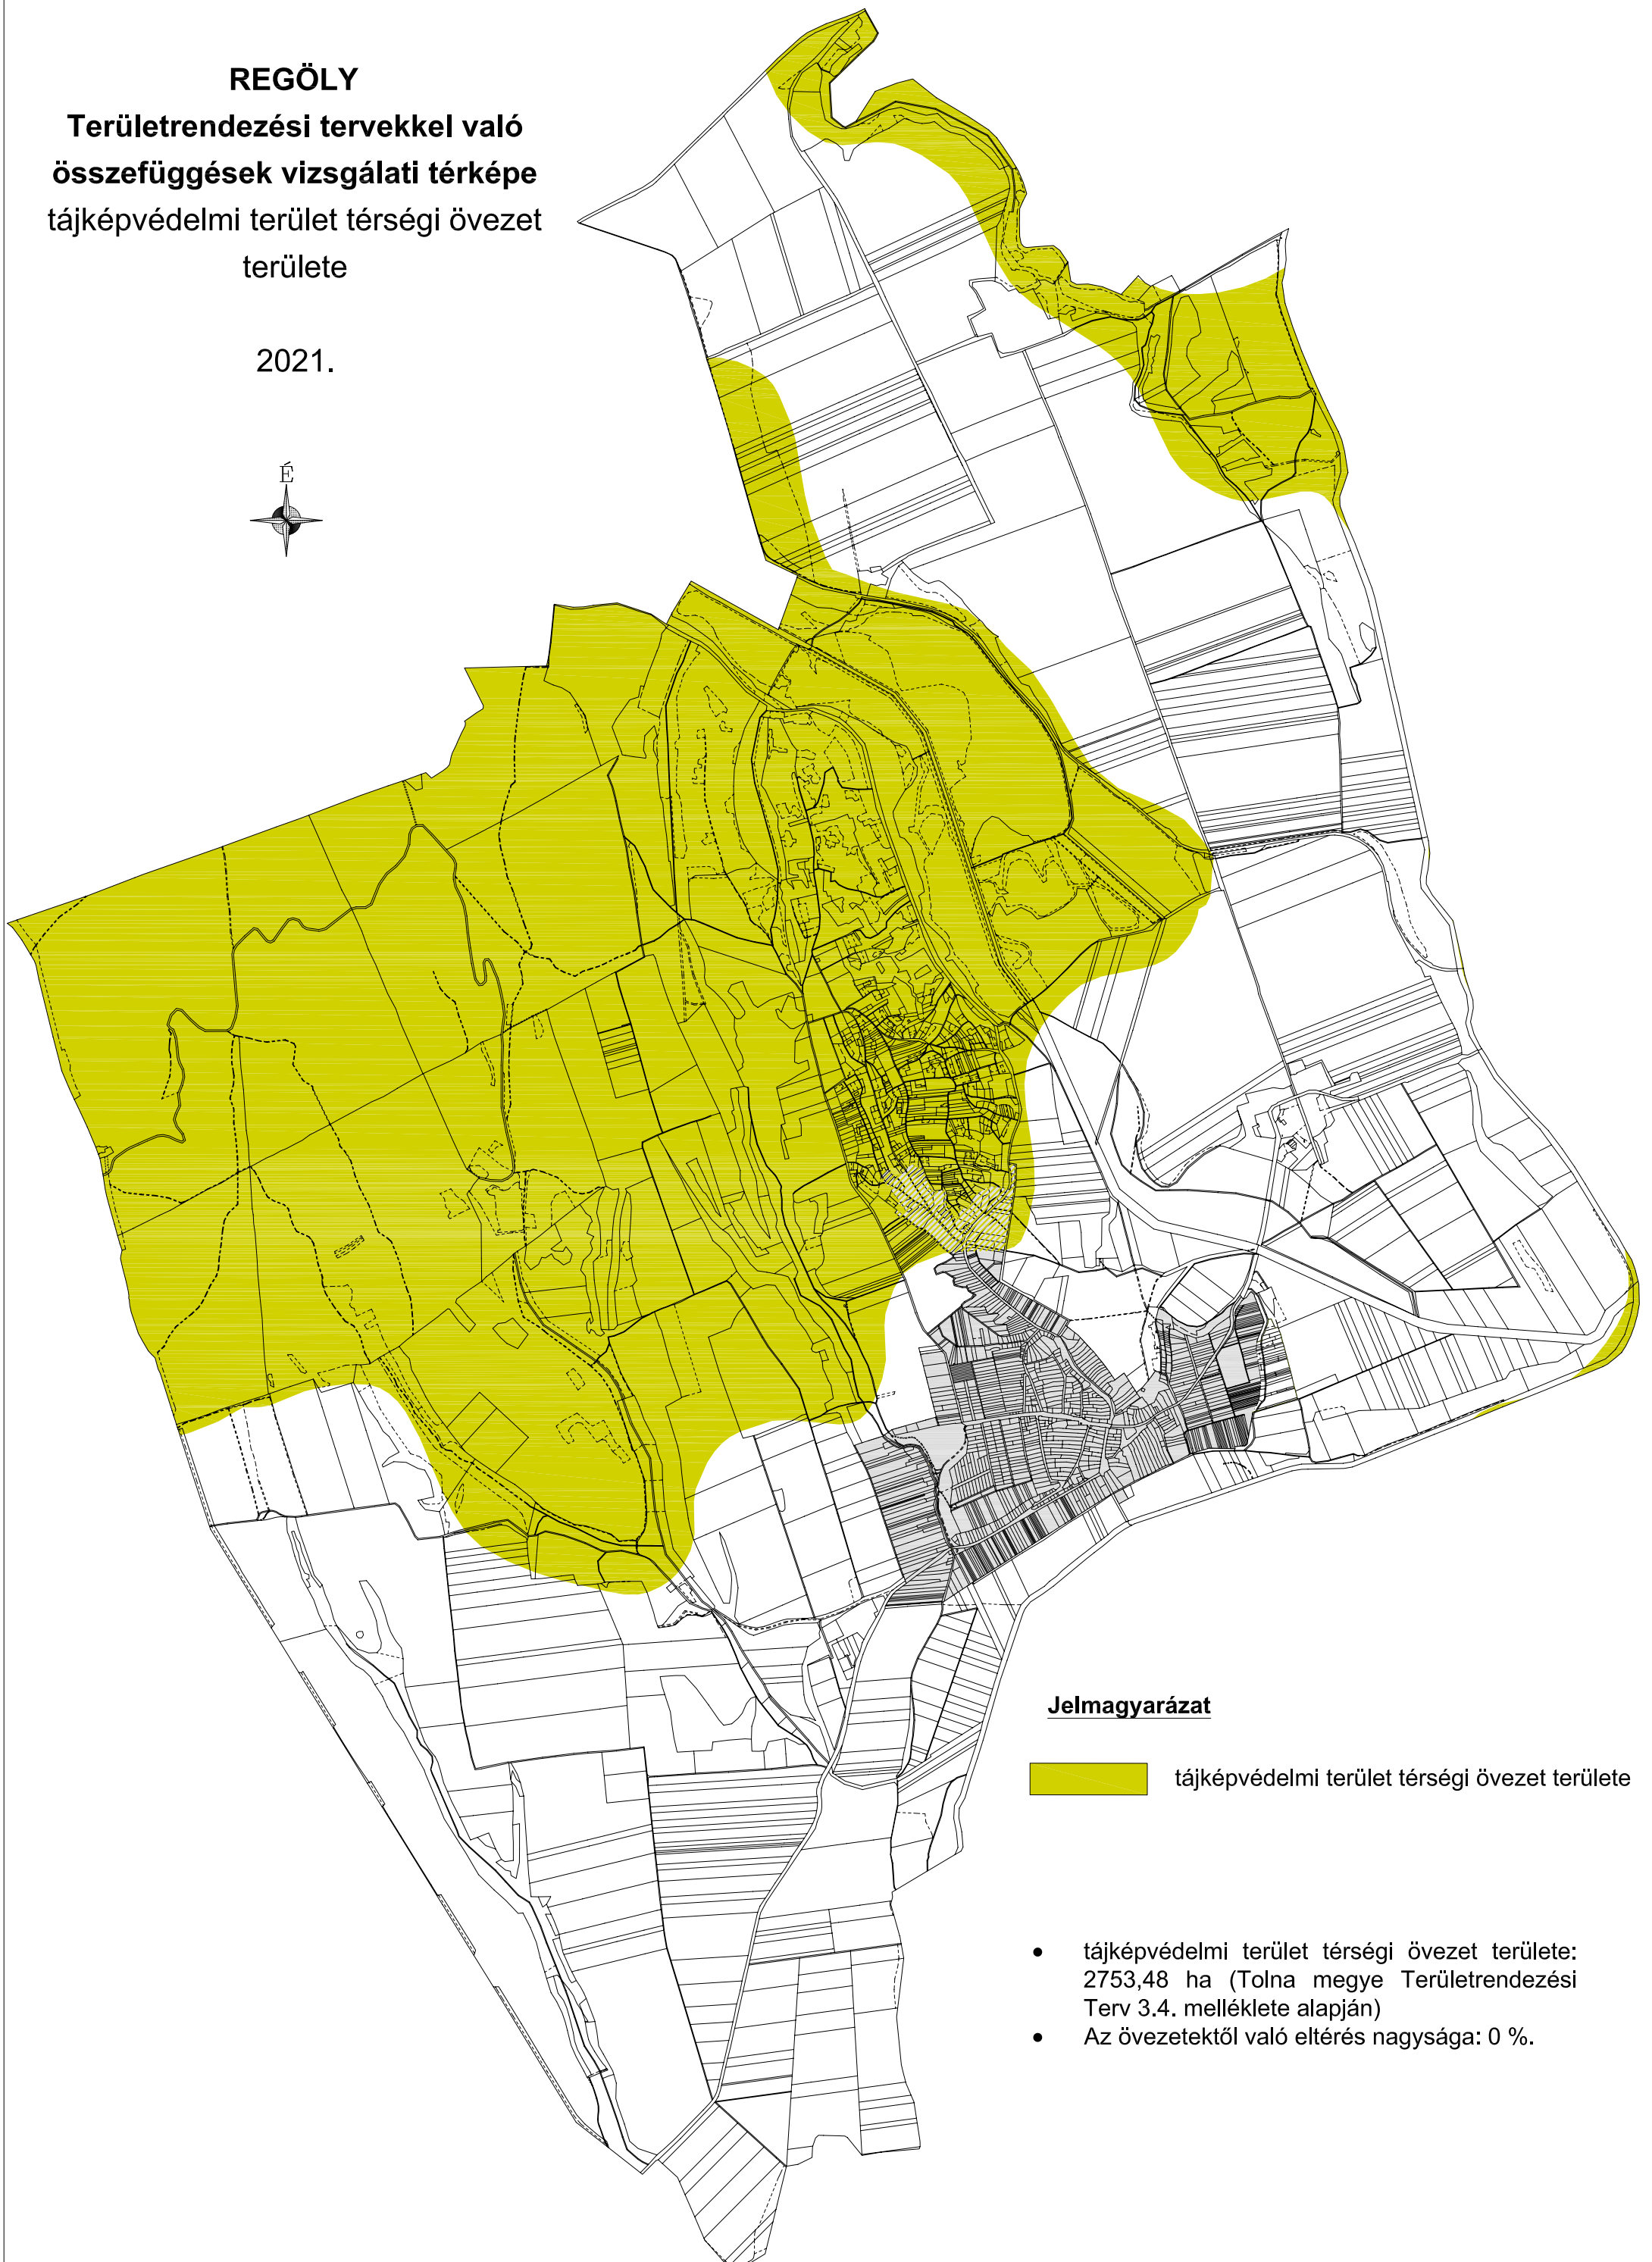 REGÖLY
Területrendezési tervekkel való
összefüggések vizsgálati térképe
tájképvédelmi terület térségi övezet
területe
2021.
É
Jelmagyarázat
tájképvédelmi terület térségi övezet területe
• tájképvédelmi terület térségi övezet területe:
2753,48 ha (Tolna megye Területrendezési
Terv 3.4. melléklete alapján)
• Az övezetektől való eltérés nagysága: 0 %.